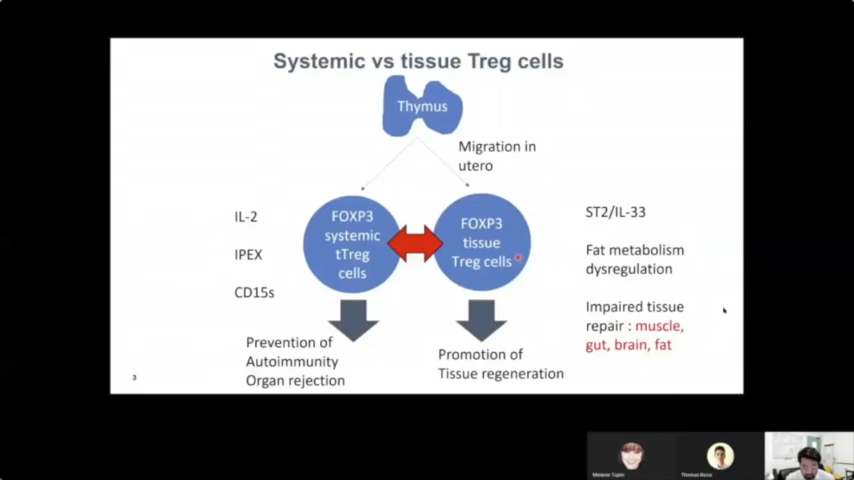 Systemic vs tissue Treg cells
Thymus
Migration in
utero
IL-2
IPEX
CD15s
FOXP3
systemic
tTreg
cells
FOXP3
tissue
Treg cells
ST2/IL-33
Fat metabolism
dysregulation
Impaired tissue
repair : muscle,
gut, brain, fat
Prevention of
Autoimmunity
Organ rejection
Promotion of
Tissue regeneration
3